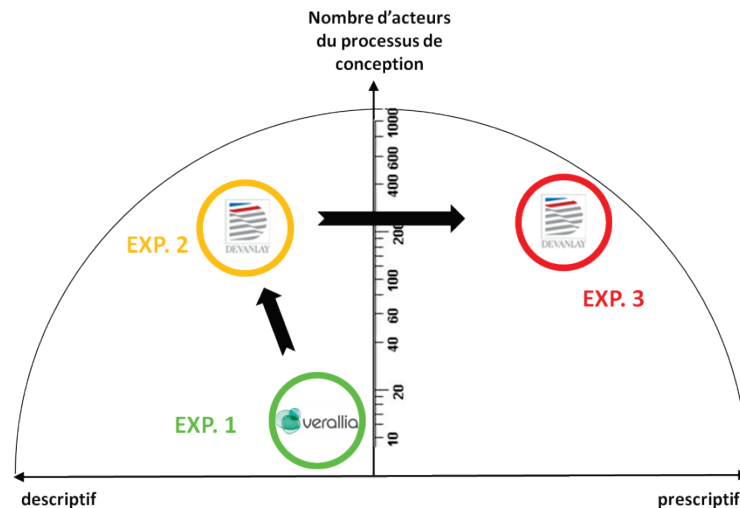 Nombre d’acteurs
du processus de
conception
1000
600
400
DEVANLAY
DEVANLAY
200
EXP. 2
EXP. 3
100
60
40
20
verallia
EXP. 1
10
descriptif
prescriptif